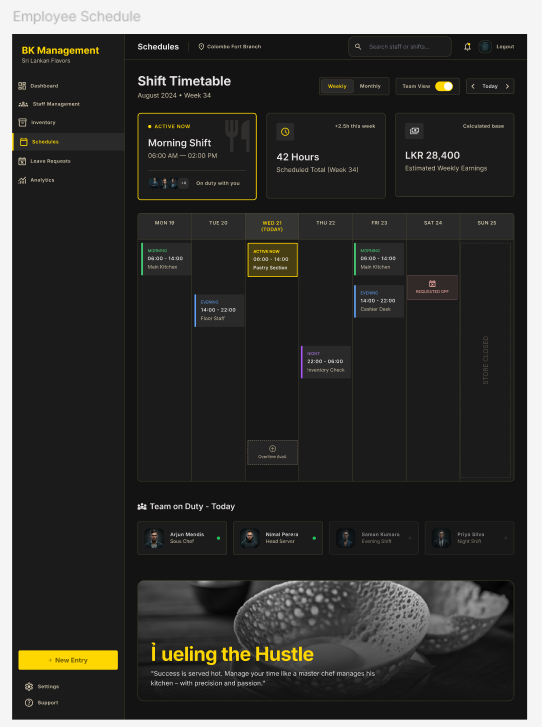 Employee Schedule
BK Management
Sri Lankan Flavors
Dashboard
Staff Management
Inventory
Schedules
Leave Requests
Analytics
+ New Entry
Settings
Support
Schedules
Colombo Fort Branch
Search staff or shifts...
Logout
Shift Timetable
August 2024 • Week 34
Weekly
Monthly
Team View
Today
ACTIVE NOW
Morning Shift
06:00 AM — 02:00 PM
+4
On duty with you
+2.5h this week
42 Hours
Scheduled Total (Week 34)
Calculated base
LKR 28,400
Estimated Weekly Earnings
MON 19
TUE 20
WED 21
(TODAY)
THU 22
FRI 23
SAT 24
SUN 25
MORNING
06:00 - 14:00
Main Kitchen
EVENING
14:00 - 22:00
Floor Staff
ACTIVE NOW
06:00 - 14:00
Pastry Section
Overtime Avail.
NIGHT
22:00 - 06:00
Inventory Check
MORNING
06:00 - 14:00
Main Kitchen
EVENING
14:00 - 22:00
Cashier Desk
REQUESTED OFF
STORE CLOSED
Team on Duty - Today
Arjun Mendis
Sous Chef
Nimal Perera
Head Server
Saman Kumara
Evening Shift
Priya Silva
Night Shift
ueling the Hustle
"Success is served hot. Manage your time like a master chef manages his
kitchen – with precision and passion."